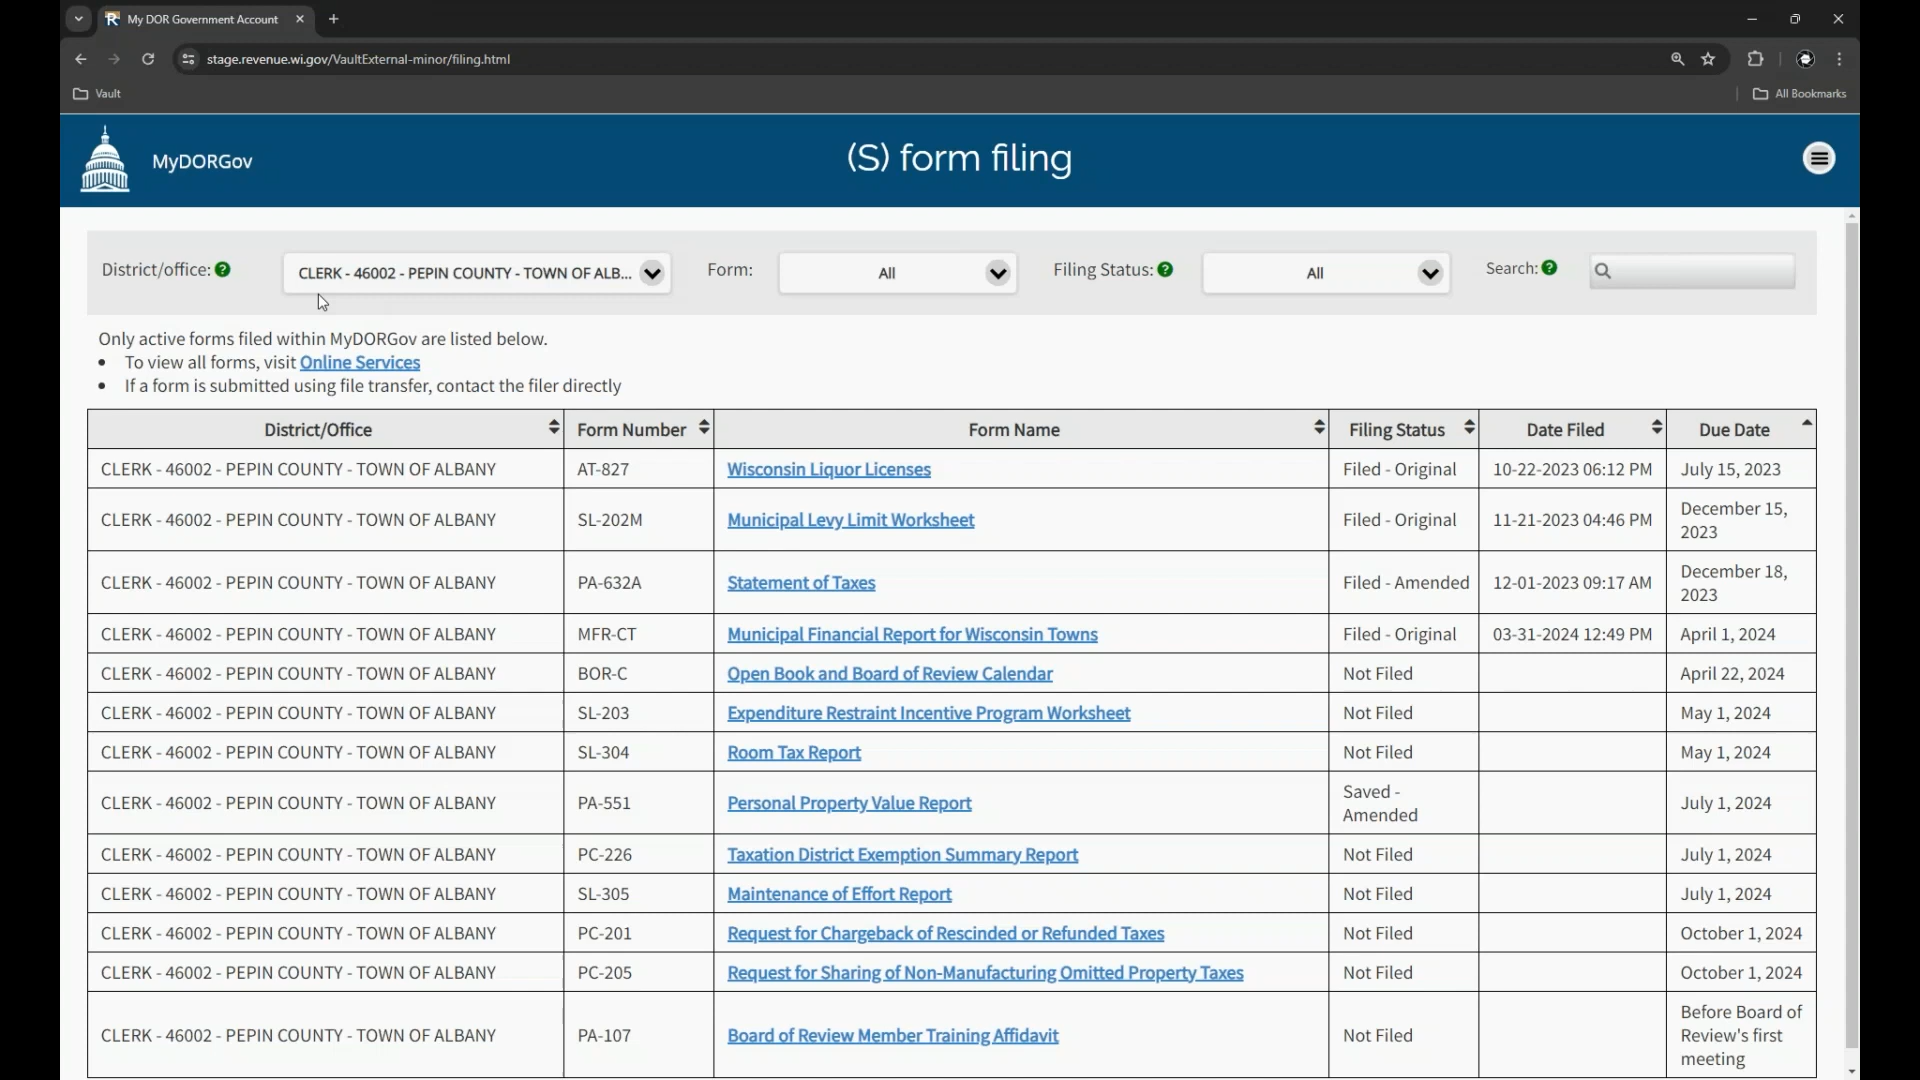 My DOR Government Account
stage.revenue.wi.gov/VaultExternal-minor/filing.html
Vault
All Bookmarks
MyDORGov
(S) form filing
District/office: ? CLERK - 46002 - PEPIN COUNTY - TOWN OF ALB... Form: All Filing Status: ? All Search: ?
Only active forms filed within MyDORGov are listed below.
• To view all forms, visit Online Services
• If a form is submitted using file transfer, contact the filer directly
District/Office Form Number Form Name Filing Status Date Filed Due Date
CLERK - 46002 - PEPIN COUNTY - TOWN OF ALBANY AT-827 Wisconsin Liquor Licenses Filed - Original 10-22-2023 06:12 PM July 15, 2023
CLERK - 46002 - PEPIN COUNTY - TOWN OF ALBANY SL-202M Municipal Levy Limit Worksheet Filed - Original 11-21-2023 04:46 PM December 15,
2023
CLERK - 46002 - PEPIN COUNTY - TOWN OF ALBANY PA-632A Statement of Taxes Filed - Amended 12-01-2023 09:17 AM December 18,
2023
CLERK - 46002 - PEPIN COUNTY - TOWN OF ALBANY MFR-CT Municipal Financial Report for Wisconsin Towns Filed - Original 03-31-2024 12:49 PM April 1, 2024
CLERK - 46002 - PEPIN COUNTY - TOWN OF ALBANY BOR-C Open Book and Board of Review Calendar Not Filed April 22, 2024
CLERK - 46002 - PEPIN COUNTY - TOWN OF ALBANY SL-203 Expenditure Restraint Incentive Program Worksheet Not Filed May 1, 2024
CLERK - 46002 - PEPIN COUNTY - TOWN OF ALBANY SL-304 Room Tax Report Not Filed May 1, 2024
CLERK - 46002 - PEPIN COUNTY - TOWN OF ALBANY PA-551 Personal Property Value Report Saved -
Amended July 1, 2024
CLERK - 46002 - PEPIN COUNTY - TOWN OF ALBANY PC-226 Taxation District Exemption Summary Report Not Filed July 1, 2024
CLERK - 46002 - PEPIN COUNTY - TOWN OF ALBANY SL-305 Maintenance of Effort Report Not Filed July 1, 2024
CLERK - 46002 - PEPIN COUNTY - TOWN OF ALBANY PC-201 Request for Chargeback of Rescinded or Refunded Taxes Not Filed October 1, 2024
CLERK - 46002 - PEPIN COUNTY - TOWN OF ALBANY PC-205 Request for Sharing of Non-Manufacturing Omitted Property Taxes Not Filed October 1, 2024
CLERK - 46002 - PEPIN COUNTY - TOWN OF ALBANY PA-107 Board of Review Member Training Affidavit Not Filed Before Board of
Review's first
meeting